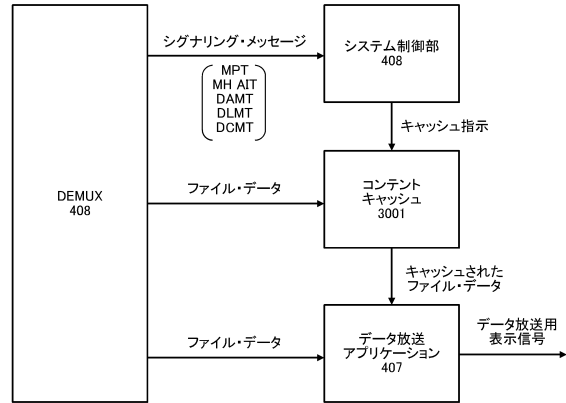 DEMUX
408
シグナリング・メッセージ
MPT
MH AIT
DAMT
DLMT
DCMT
システム制御部
408
キャッシュ指示
ファイル・データ
コンテント
キャッシュ
3001
キャッシュされた
ファイル・データ
ファイル・データ
データ放送
アプリケーション
407
データ放送用
表示信号